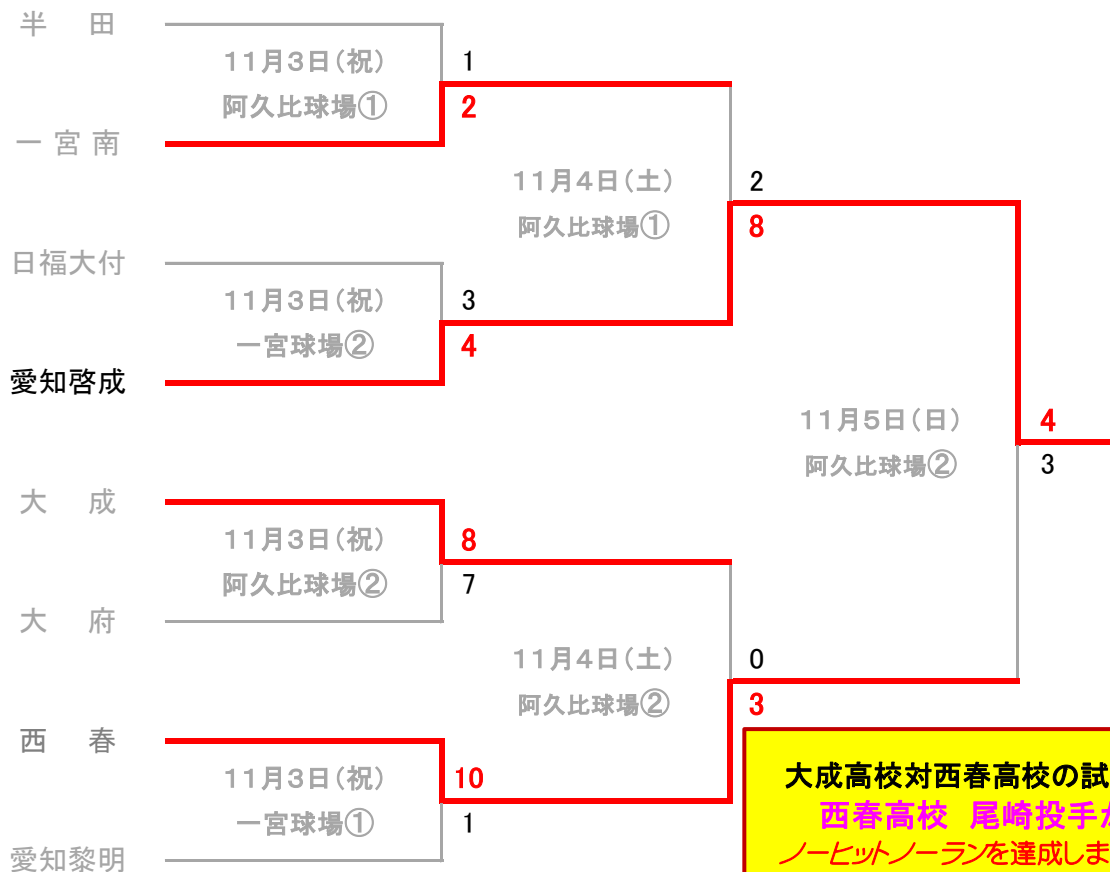 半 田
11月3日(祝)
阿久比球場①
1
2
一 宮 南
11月4日(土)
阿久比球場①
2
8
日福大付
11月3日(祝)
一宮球場②
3
4
愛知啓成
11月5日(日)
阿久比球場②
4
3
大 成
11月3日(祝)
阿久比球場②
8
7
大 府
11月4日(土)
阿久比球場②
0
3
西 春
11月3日(祝)
一宮球場①
10
1
愛知黎明
大成高校対西春高校の試
西春高校 尾崎投手が
ノーヒットノーランを達成しま